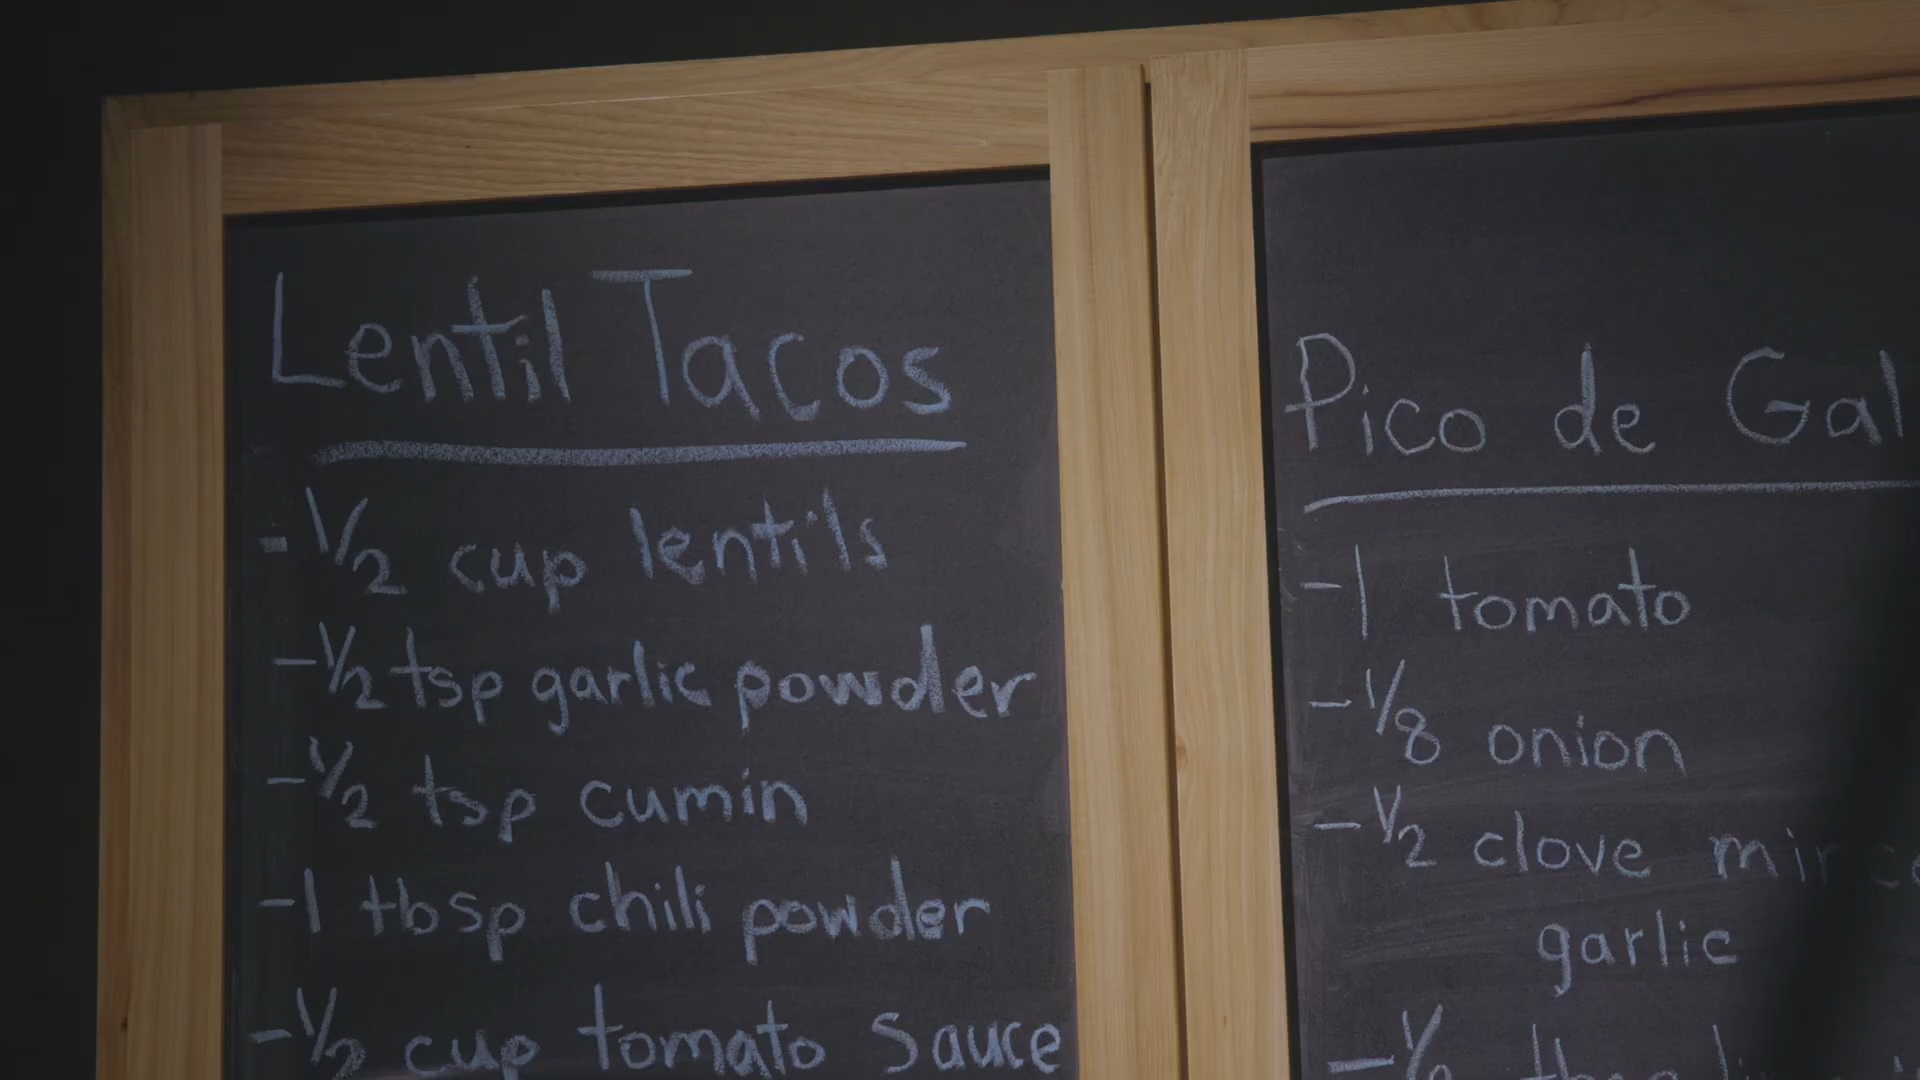 Lentil Tacos
- 1/2 cup lentils
- 1/2 tsp garlic powder
- 1/2 tsp cumin
- 1 tbsp chili powder
- 1/2 cup tomato sauce
Pico de Gal
- 1 tomato
- 1/8 onion
- 1/2 clove mince
garlic